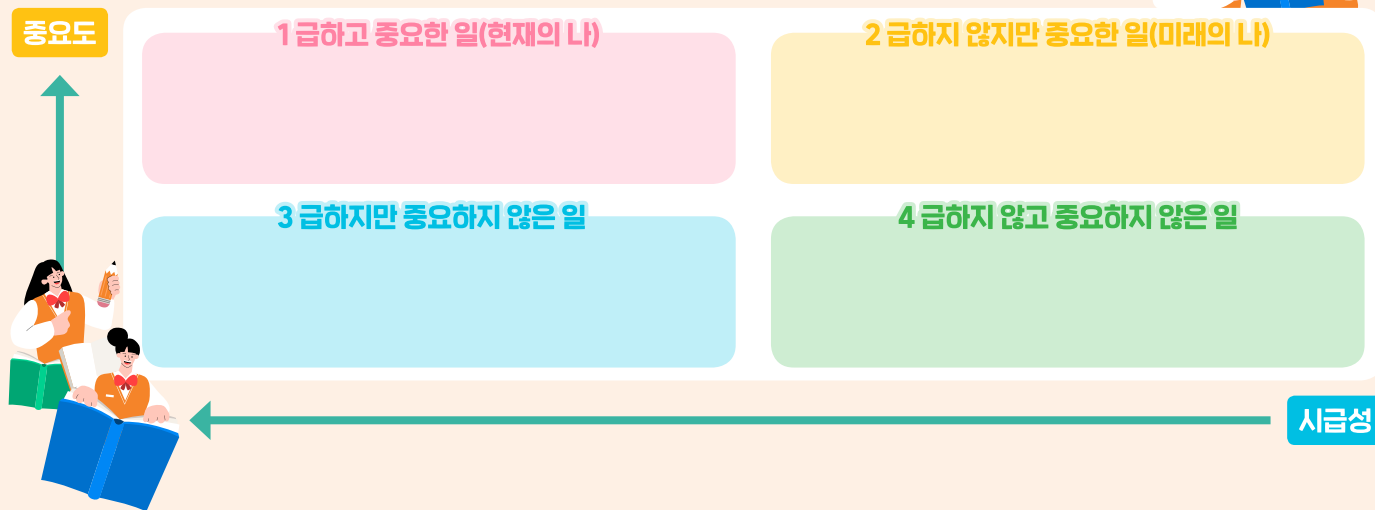 중요도
1 급하고 중요한 일(현재의 나)
2 급하지 않지만 중요한 일(미래의 나)
3 급하지만 중요하지 않은 일
4 급하지 않고 중요하지 않은 일
시급성